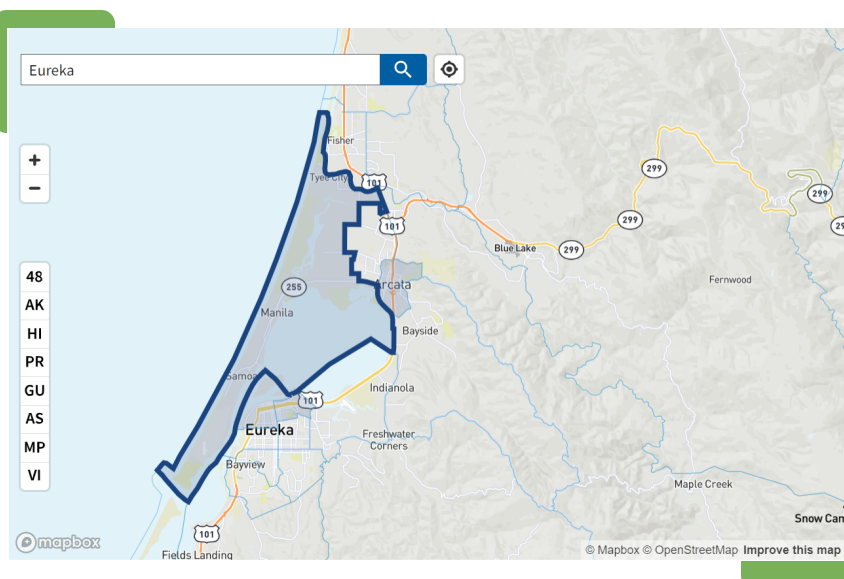 Eureka
Fisher
+
Tyee City
101
299
−
299
299
101
29
Blue Lake
299
48
255
Arcata
Fernwood
AK
Manila
HI
Bayside
PR
Samoa
GU
Indianola
101
AS
Eureka
Freshwater
Corners
MP
Bayview
VI
Maple Creek
Snow Can
101
mapbox
Fields Landing
© Mapbox © OpenStreetMap Improve this map